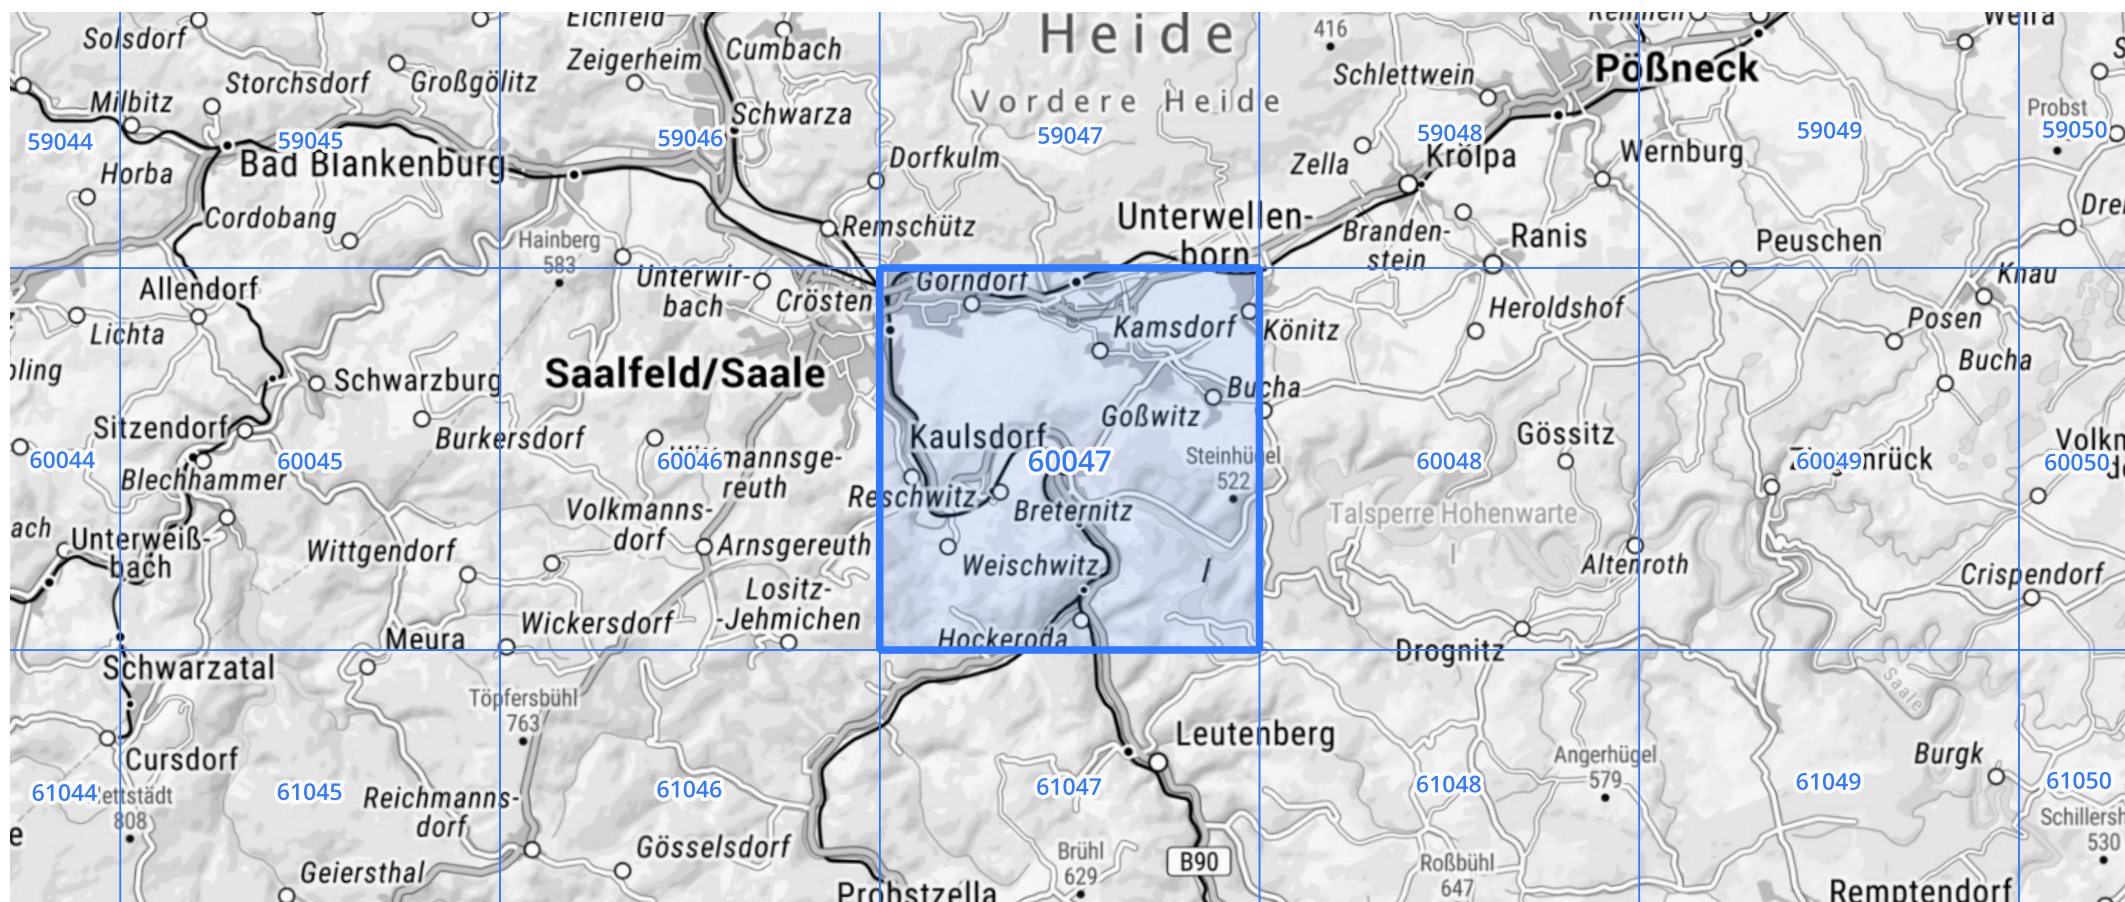 Heide
Eichfeld
Weira
416
Solsdorf
Zeigerheim
Cumbach
Schlettwein
Pößneck
Storchsdorf
Großgölitz
Milbitz
Vordere Heide
Probst
Schwarza
59044
59045
59046
59047
59048
59049
59050
Bad Blankenburg
Dorfkulm
Zella
Krölpa
Wernburg
Horba
Cordobang
Remschütz
Unterwellen-
born
Branden-
stein
Ranis
Peuschen
Hainberg
583
Unterwir-
bach
Crösten
Gorndorf
Knau
Allendorf
Lichta
Kamsdorf
Könitz
Heroldshof
Posen
Bucha
Schwarzburg
Saalfeld/Saale
Bucha
Goßwitz
Sitzendorf
Burkersdorf
Kaulsdorf
Gössitz
60044
60045
60046
60047
60048
60049
60050
Steinhügel
522
Blechhammer
mannsge-
reuth
Reschwitz
Breternitz
Volkmanns-
dorf
Talsperre Hohenwarte
I
ach
Unterweiß-
bach
Wittgendorf
Arnsgereuth
Weischwitz
I
Altenroth
Crispendorf
Lositz-
-Jehmichen
Wickersdorf
Meura
Hockeroda
Drognitz
Schwarzatal
Töpfersbühl
763
Saale
Leutenberg
Cursdorf
Angerhügel
579
Burgk
61044
61045
61046
61047
61048
61049
61050
808
Reichmanns-
dorf
Gösselsdorf
Brühl
629
B90
Roßbühl
647
530
Geiersthal
Probstzella
Remptendorf